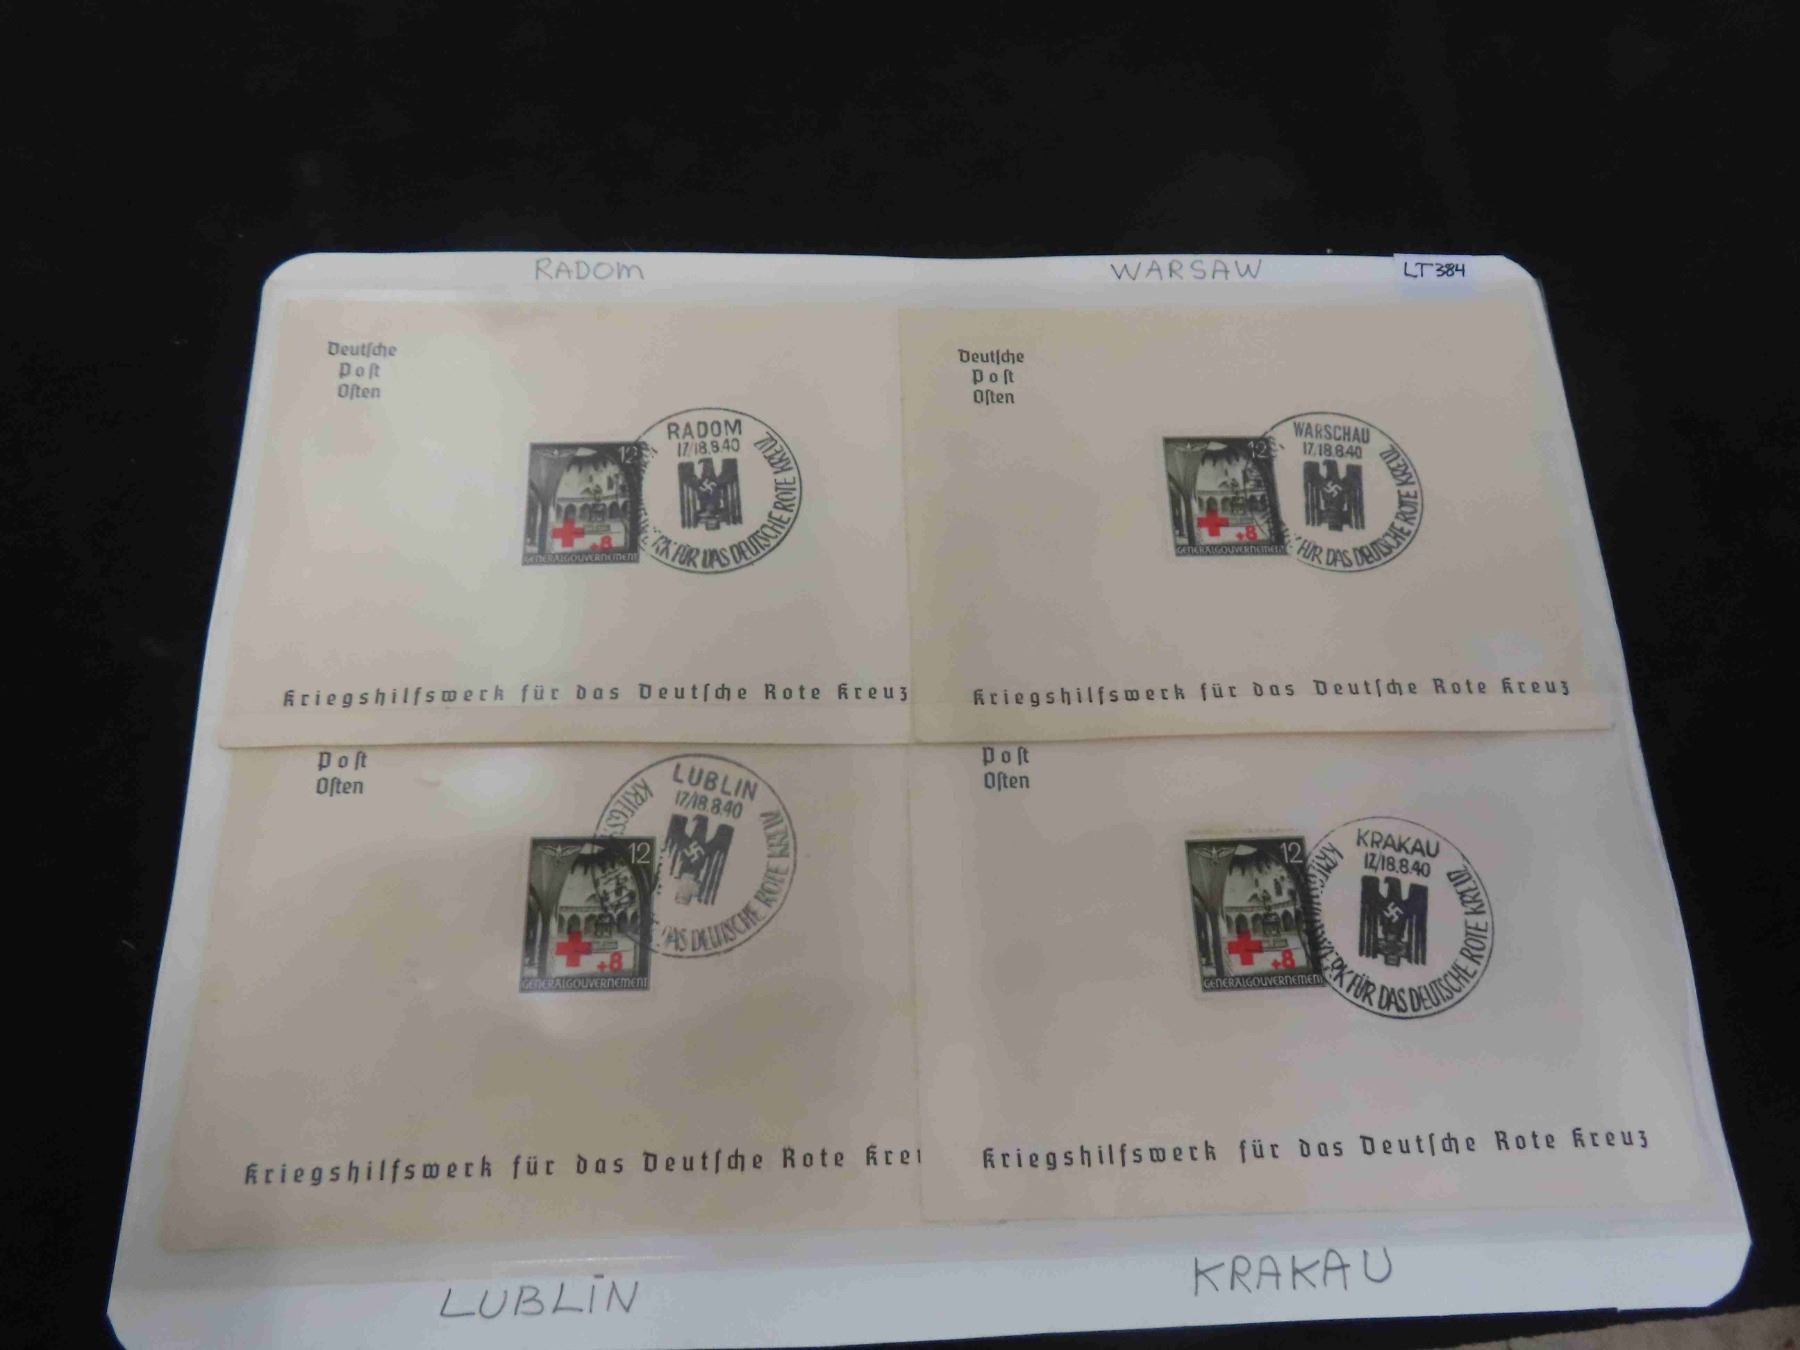 RADOM
WARSAW
LT384
Deutsche
Post
Osten
12
+8
GENERALGOUVERNEMENT
RADOM
17/18.8.40
FÜR DAS DEUTSCHE ROTE KREUZ
Kriegshilfswerk für das Deutsche Rote Kreuz
Deutsche
Post
Osten
12
+8
GENERALGOUVERNEMENT
WARSCHAU
17/18.8.40
FÜR DAS DEUTSCHE ROTE KREUZ
Kriegshilfswerk für das Deutsche Rote Kreuz
Post
Osten
12
+8
GENERALGOUVERNEMENT
LUBLIN
17/18.8.40
DAS DEUTSCHE ROTE KREUZ
Kriegshilfswerk für das Deutsche Rote
Post
Osten
12
+8
GENERALGOUVERNEMENT
KRAKAU
17/18.8.40
KRIEGSHILFSWERK FÜR DAS DEUTSCHE ROTE KREUZ
Kriegshilfswerk für das Deutsche Rote Kreuz
LUBLIN
KRAKAU